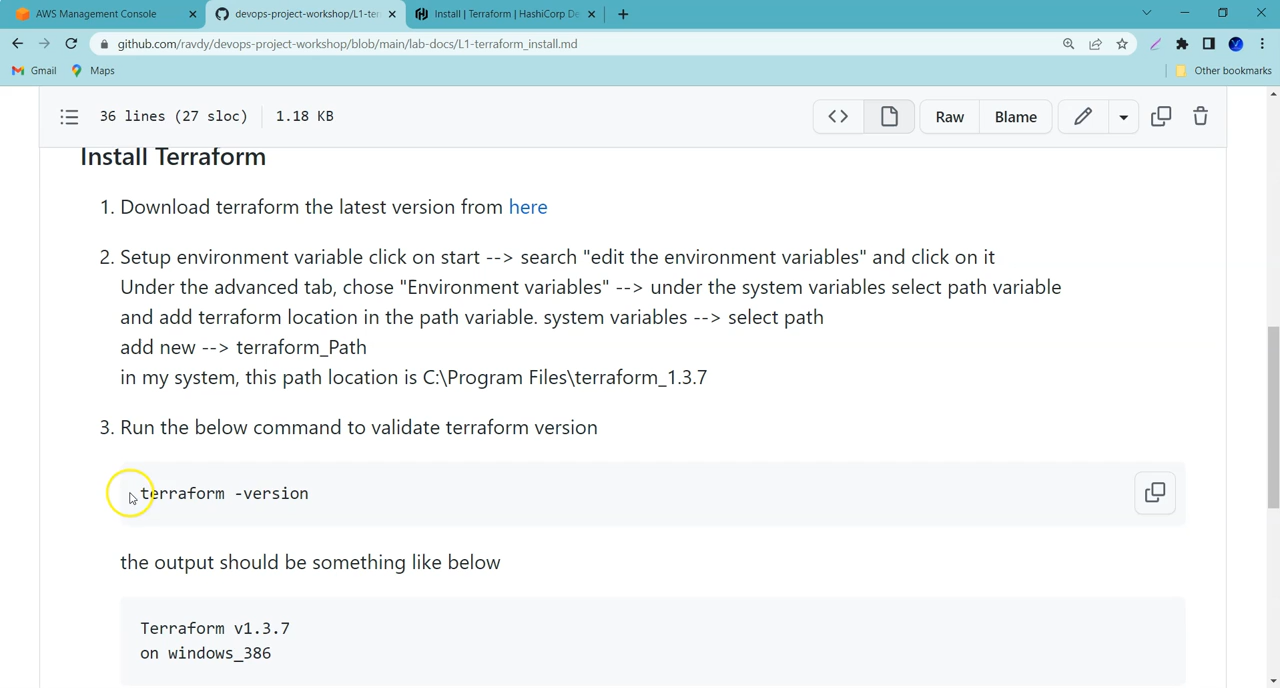 AWS Management Console
devops-project-workshop/L1-ter
Install | Terraform | HashiCorp De
github.com/ravdy/devops-project-workshop/blob/main/lab-docs/L1-terraform_install.md
Gmail
Maps
Other bookmarks
36 lines (27 sloc)
1.18 KB
Raw
Blame
Install Terraform
1. Download terraform the latest version from here
2. Setup environment variable click on start --> search "edit the environment variables" and click on it
Under the advanced tab, chose "Environment variables" --> under the system variables select path variable
and add terraform location in the path variable. system variables --> select path
add new --> terraform_Path
in my system, this path location is C:\Program Files\terraform_1.3.7
3. Run the below command to validate terraform version
terraform -version
the output should be something like below
Terraform v1.3.7
on windows_386